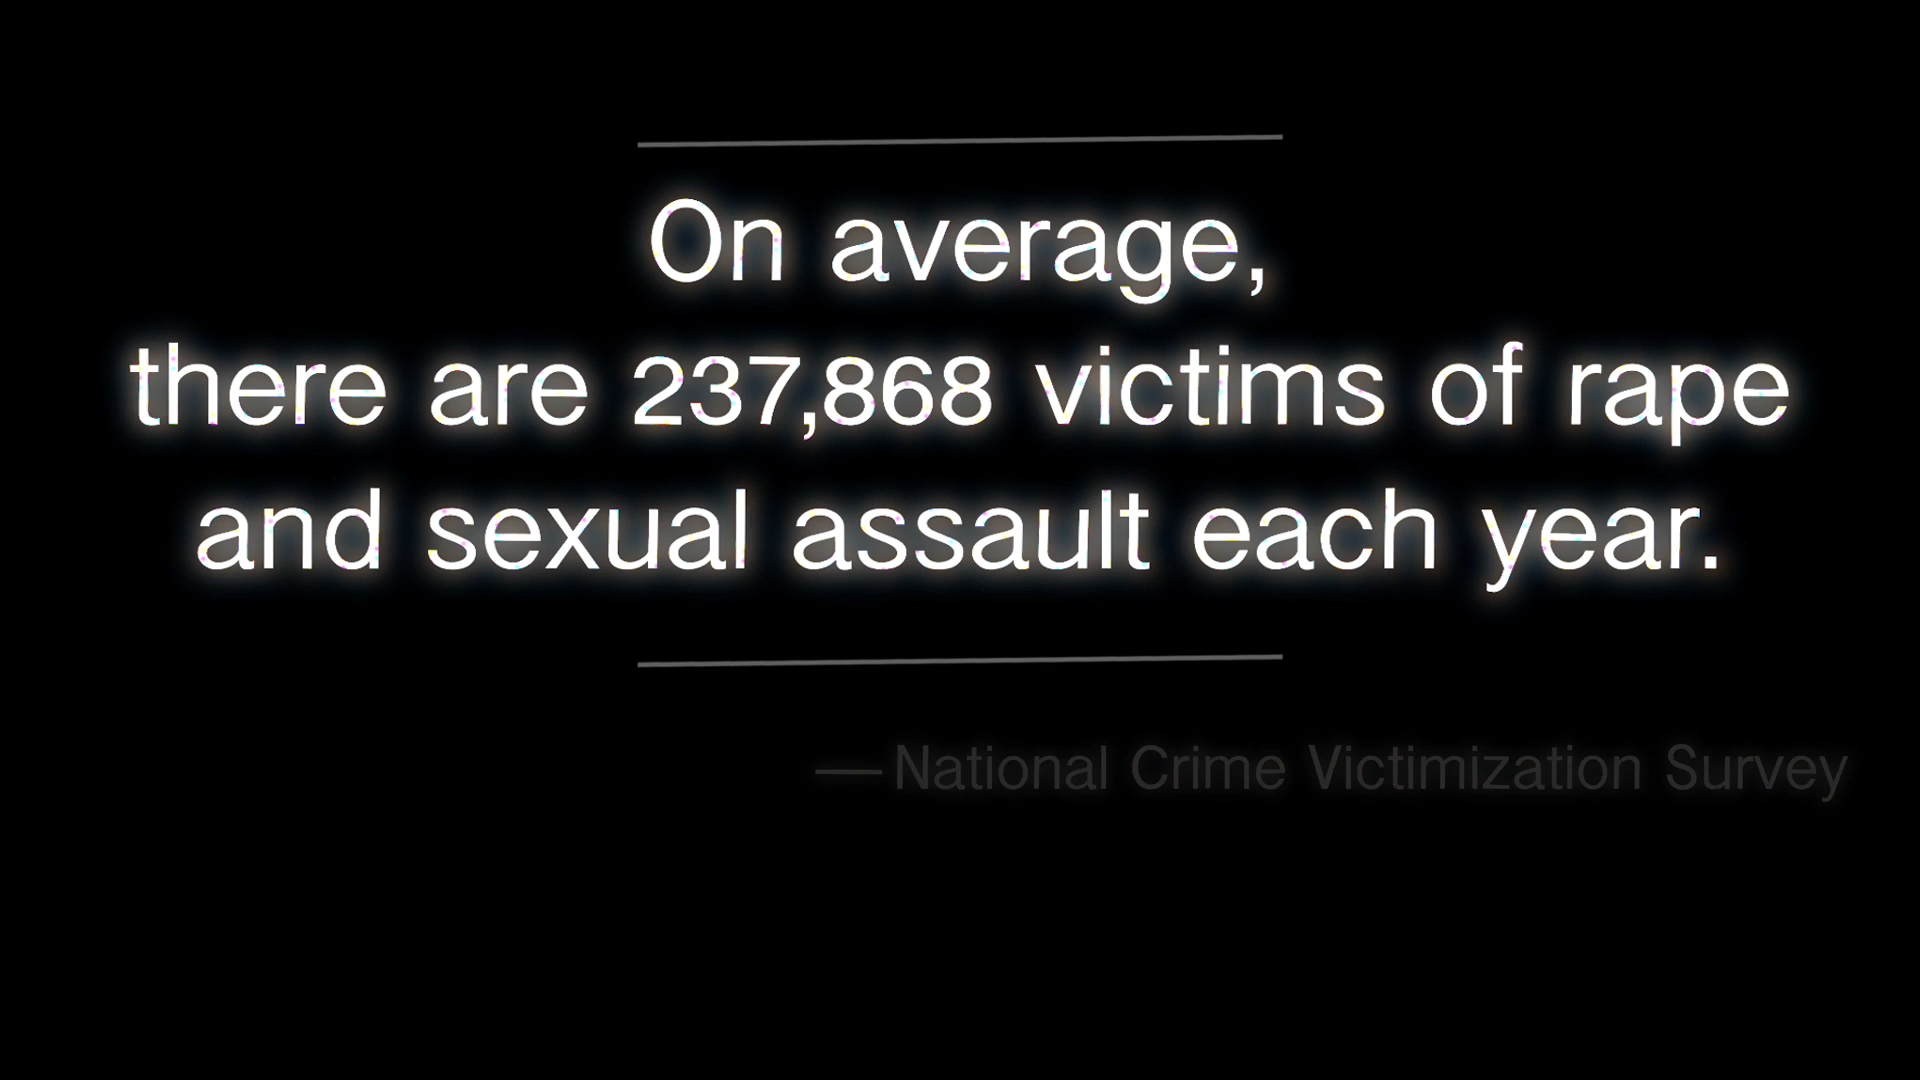 On average,
there are 237,868 victims of rape
and sexual assault each year.
— National Crime Victimization Survey